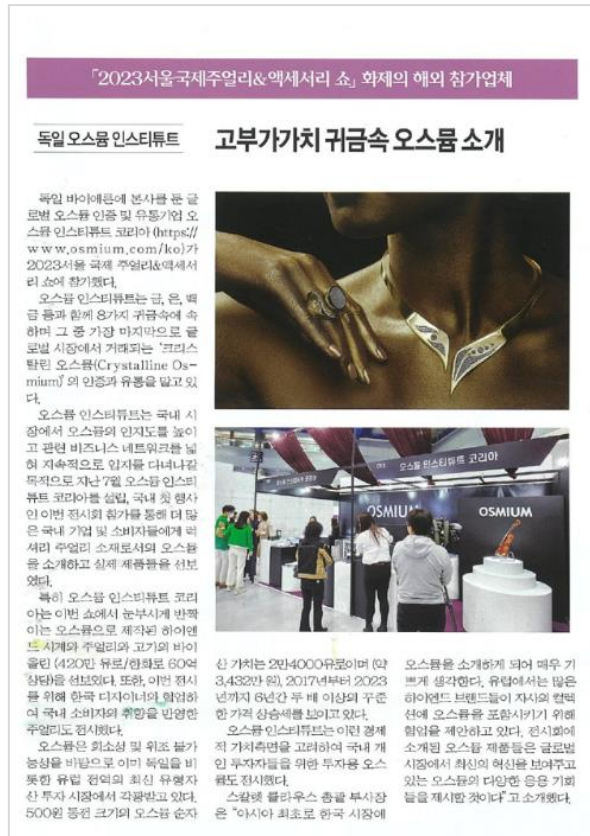 「2023서울국제주얼리&액세서리 쇼」 화제의 해외 참가업체
독일 오스뮴 인스티튜트
고부가가치 귀금속 오스뮴 소개
독일 바이에른에 본사를 둔 글
로벌 오스뮴 인증 및 유통기업 오
스뮴 인스티튜트 코리아(https://
www.osmium.com/ko)가
2023서울 국제 주얼리&액세서
리 쇼에 참가했다.
오스뮴 인스티튜트는 금, 은, 백
금 등과 함께 8가지 귀금속에 속
하며 그 중 가장 마지막으로 글
로벌 시장에서 거래되는 '크리스
탈린 오스뮴(Crystalline Os-
mium)'의 인증과 유통을 맡고 있
다.
오스뮴 인스티튜트는 국내 시
장에서 오스뮴의 인지도를 높이
고 관련 비즈니스 네트워크를 넓
혀 지속적으로 입지를 다녀나갈
목적으로 지난 7월 오스뮴 인스티
튜트 코리아를 설립, 국내 첫 행사
인 이번 전시회 참가를 통해 더 많
은 국내 기업 및 소비자들에게 럭
셔리 주얼리 소재로서의 오스뮴
을 소개하고 실제 제품들을 선보
였다.
특히 오스뮴 인스티튜트 코리
아는 이번 쇼에서 눈부시게 반짝
이는 오스뮴으로 제작된 하이엔
드 시계와 주얼리와 고기의 바이
올린(420만 유로/한화로 60억
상당)을 선보였다. 또한, 이번 전시
를 위해 한국 디자이너와 협업하
여 국내 소비자의 취향을 반영한
주얼리도 전시했다.
오스뮴은 희소성 및 위조 불가
능성을 바탕으로 이미 독일을 비
롯한 유럽 전역의 최신 유형자
산 투자 시장에서 각광받고 있다.
500원 동전 크기의 오스뮴 순자
오스뮴 인스티튜트 코리아
OSMIUM
OSMIUM
산 가치는 2만4000유로이며 (약
3,432만 원), 2017년부터 2023
년까지 6년간 두 배 이상의 꾸준
한 가격 상승세를 보이고 있다.
오스뮴 인스티튜트는 이런 경제
적 가치측면을 고려하여 국내 개
인 투자자들을 위한 투자용 오스
뮴도 전시했다.
스칼렛 클라우스 총괄 부사장
은 "아시아 최초로 한국 시장에
오스뮴을 소개하게 되어 매우 기
쁘게 생각한다. 유럽에서는 많은
하이엔드 브랜드들이 자사의 컬렉
션에 오스뮴을 포함시키기 위해
협업을 제안하고 있다. 전시회에
소개된 오스뮴 제품들은 글로벌
시장에서 최신의 혁신을 보여주고
있는 오스뮴의 다양한 응용 기회
들을 제시할 것이다"고 소개했다.